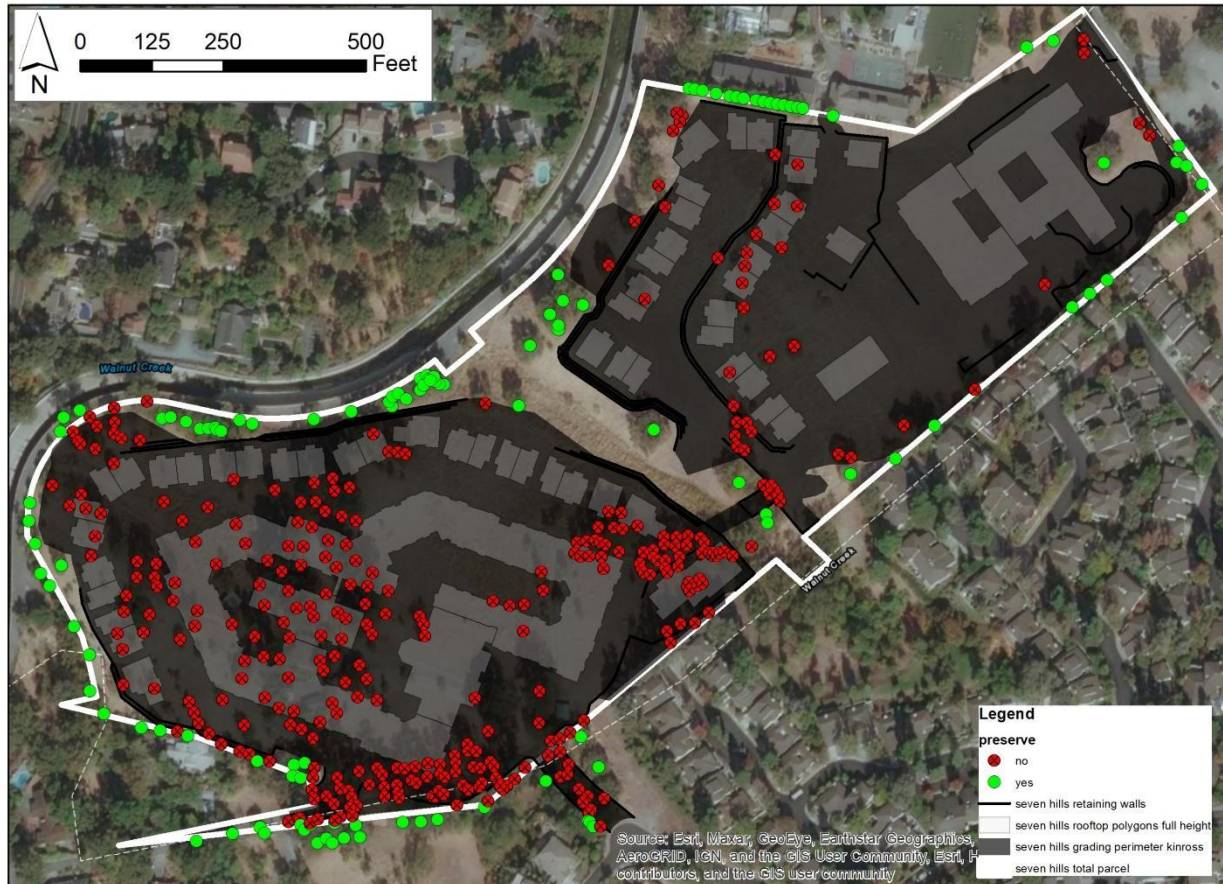 0 125 250 500
Feet
N
Walnut Creek
Walnut Creek
Legend
preserve
no
yes
seven hills retaining walls
seven hills rooftop polygons full height
seven hills grading perimeter kinross
seven hills total parcel
Source: Esri, Maxar, GeoEye, Earthstar Geographics,
AeroGRID, IGN, and the GIS User Community, Esri, H
contributors, and the GIS user community